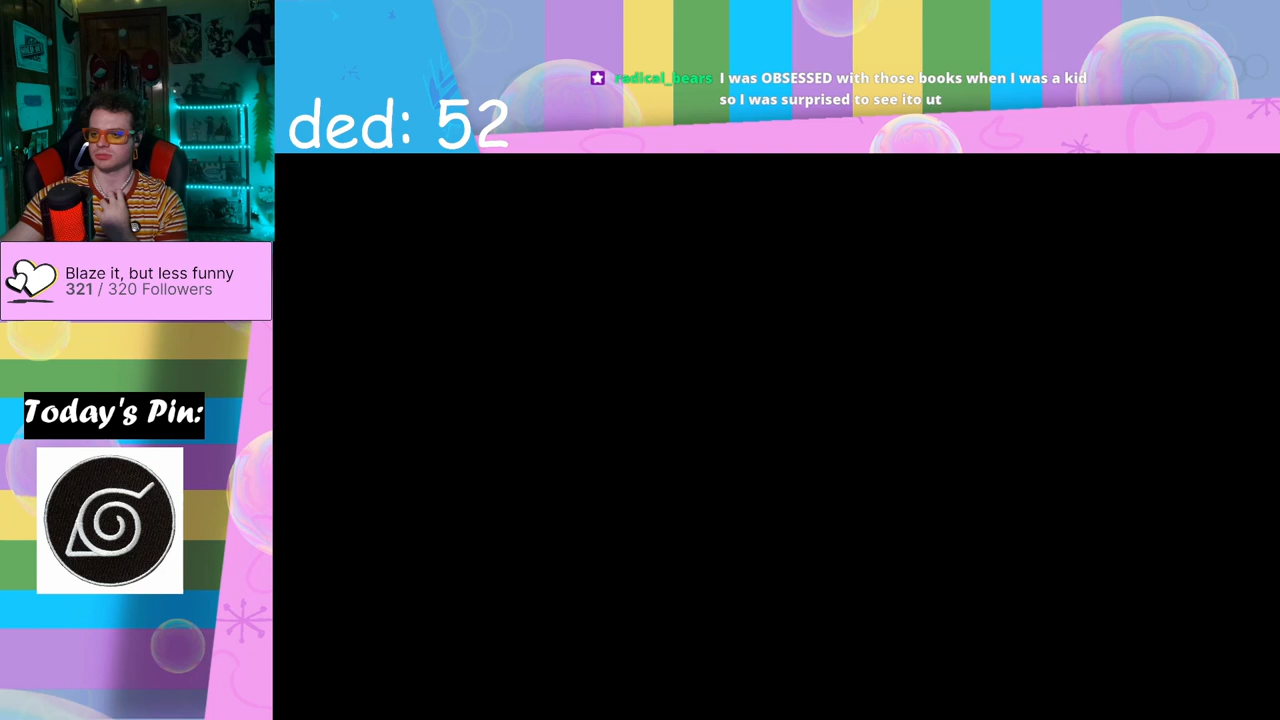 radical_bears I was OBSESSED with those books when I was a kid
so I was surprised to see ito ut
ded: 52
Blaze it, but less funny
321 / 320 Followers
Today's Pin: